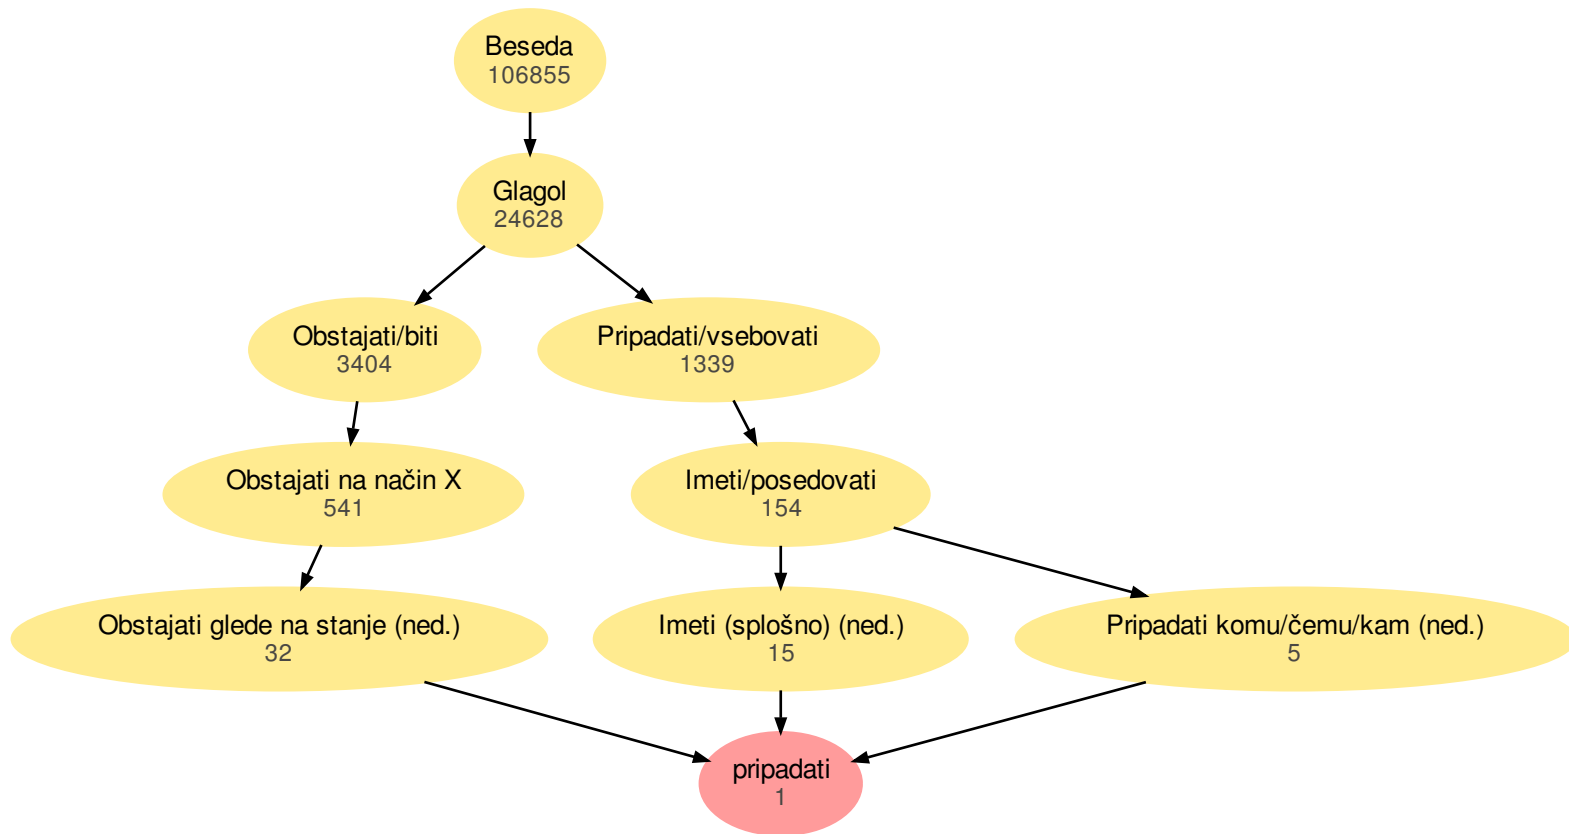 Beseda
106855
Glagol
24628
Obstajati/biti
3404
Pripadati/vsebovati
1339
Obstajati na način X
541
Imeti/posedovati
154
Obstajati glede na stanje (ned.)
32
Imeti (splošno) (ned.)
15
Pripadati komu/čemu/kam (ned.)
5
pripadati
1